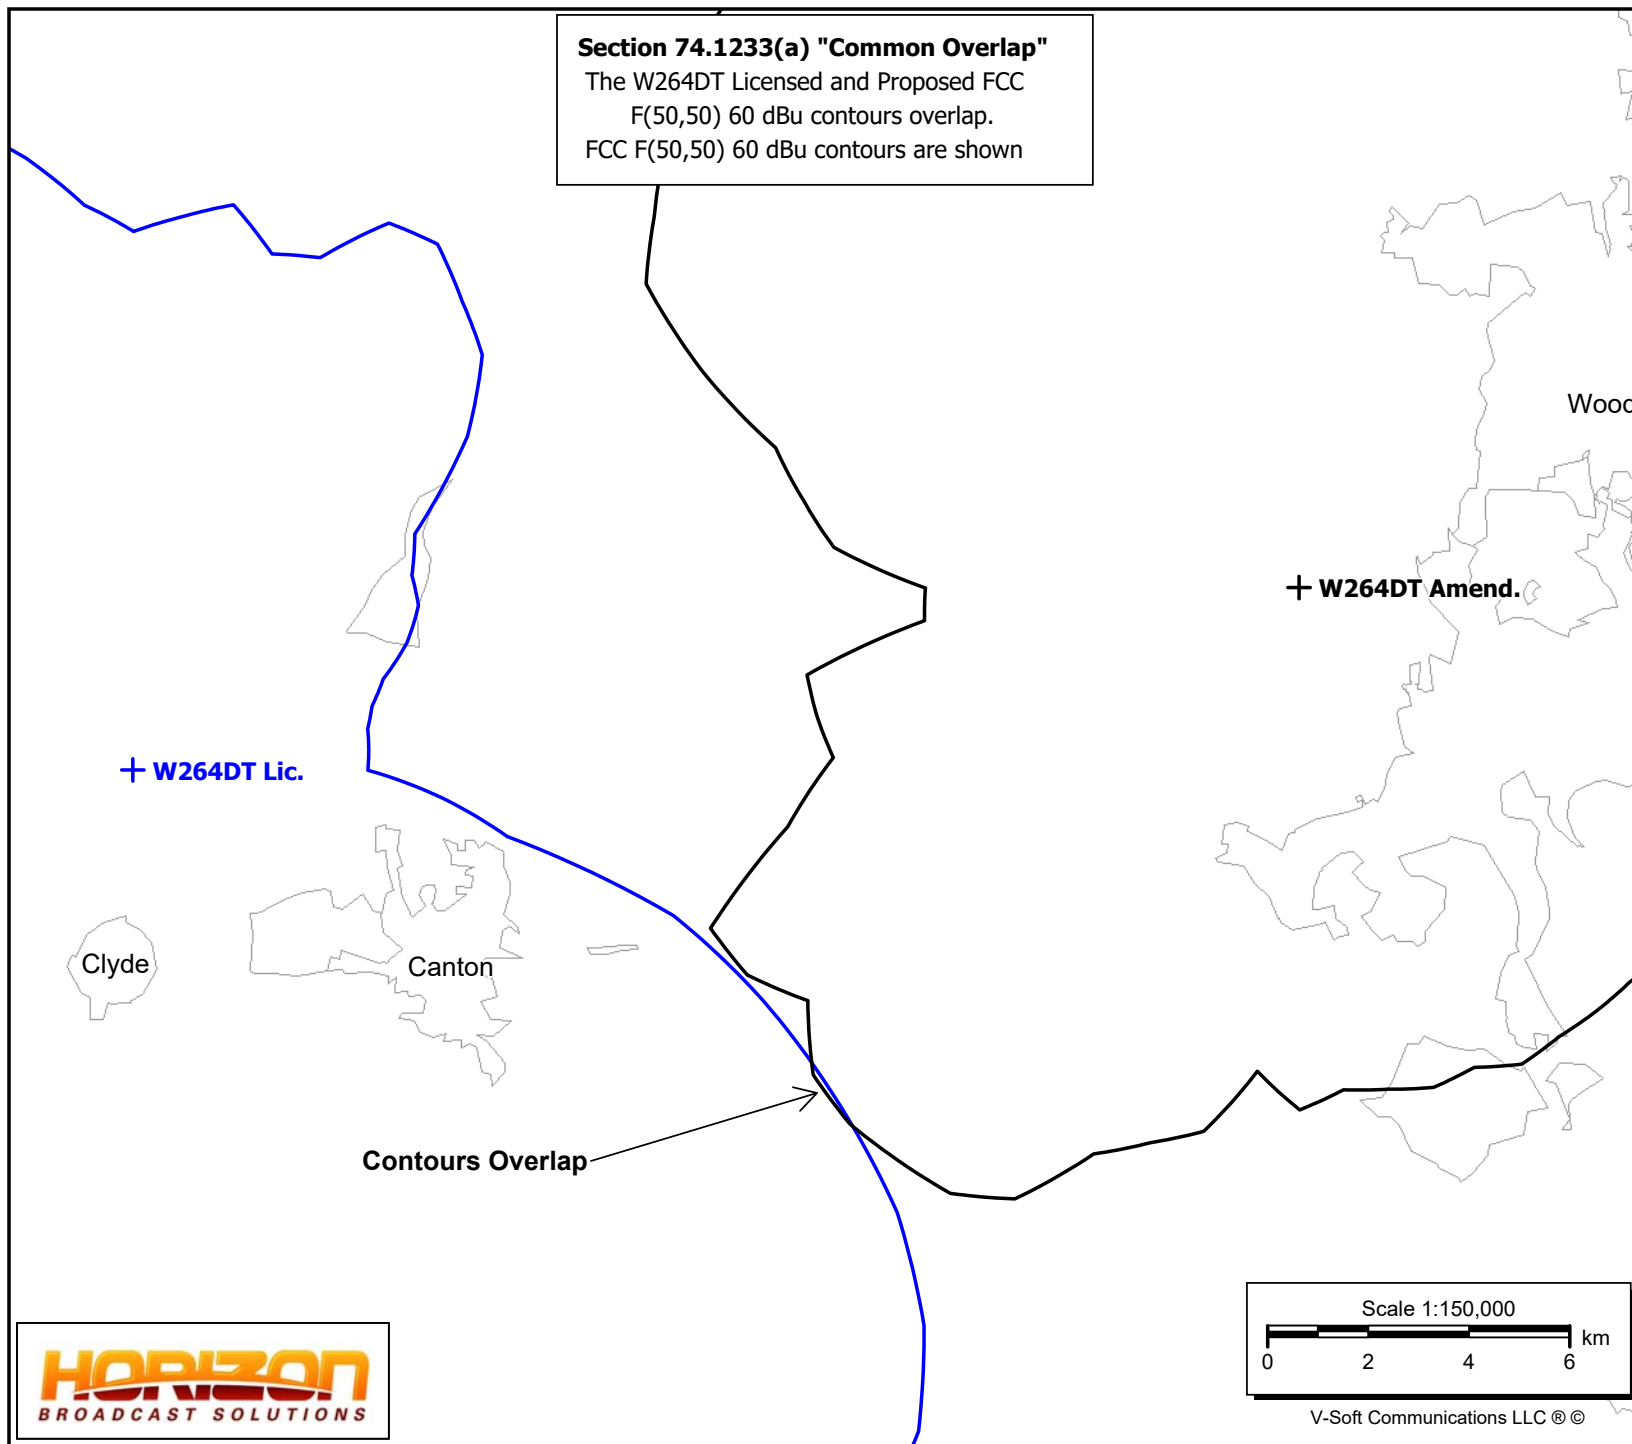 Section 74.1233(a) "Common Overlap"
The W264DT Licensed and Proposed FCC
F(50,50) 60 dBu contours overlap.
FCC F(50,50) 60 dBu contours are shown
Wood
W264DT Amend.
W264DT Lic.
Clyde
Canton
Contours Overlap
Scale 1:150,000
km
0 2 4 6
V-Soft Communications LLC ® ©
HORIZON
BROADCAST SOLUTIONS